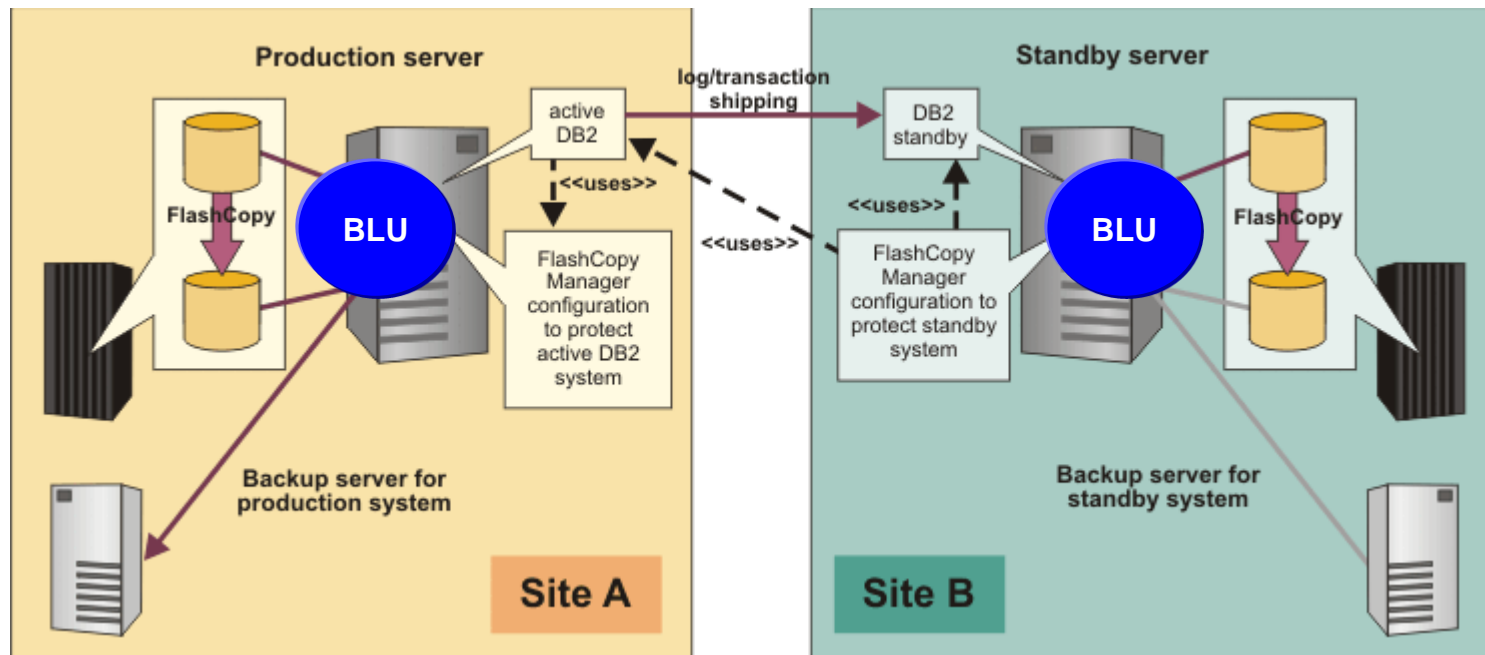 Production server
active
DB2
<<uses>>
FlashCopy
BLU
FlashCopy
Manager
configuration
to protect
active DB2
system
Backup server for
production system
Site A
log/transaction
shipping
<<uses>>
Standby server
DB2
standby
<<uses>>
FlashCopy
Manager
configuration to
protect standby
system
BLU
FlashCopy
Backup server for
standby system
Site B